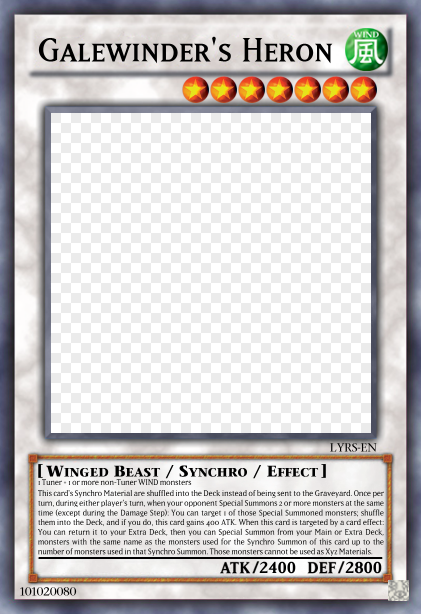 Galewinder's Heron
WIND
風
LYRS-EN
[ Winged Beast / Synchro / Effect ]
1 Tuner - 1 or more non-Tuner WIND monsters
This card's Synchro Material are shuffled into the Deck instead of being sent to the Graveyard. Once per
turn, during either player's turn, when your opponent Special Summons 2 or more monsters at the same
time (except during the Damage Step): You can target 1 of those Special Summoned monsters; shuffle
them into the Deck, and if you do, this card gains 400 ATK. When this card is targeted by a card effect:
You can return it to your Extra Deck, then you can Special Summon from your Main or Extra Deck,
monsters with the same name as the monsters used for the Synchro Summon of this card up to the
number of monsters used in that Synchro Summon. Those monsters cannot be used as Xyz Materials.
ATK/2400 DEF/2800
101020080